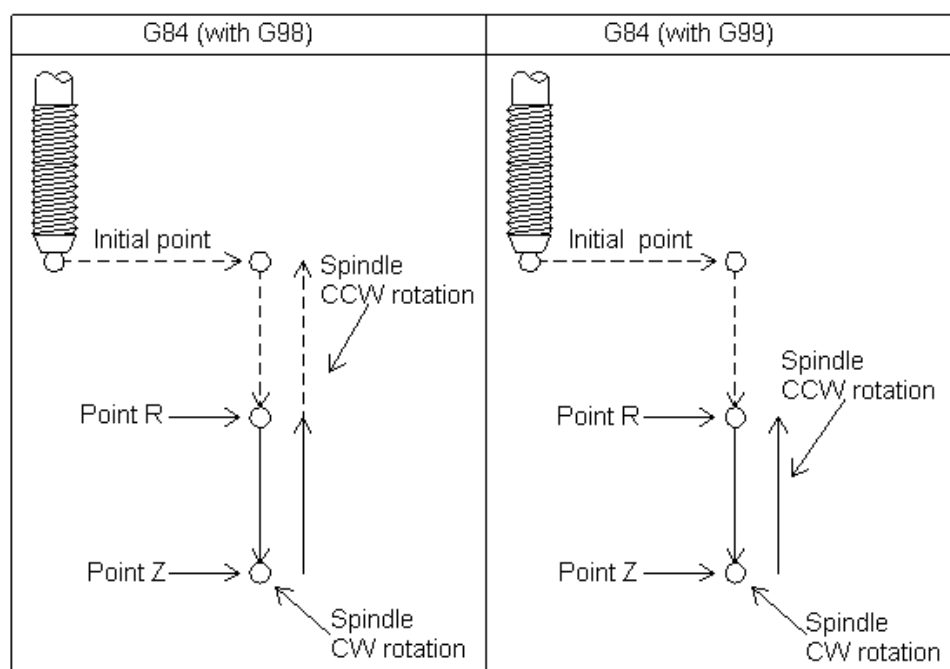 G84 (with G98)
Initial point
Spindle
CCW rotation
Point R
Point Z
Spindle
CW rotation
G84 (with G99)
Initial point
Spindle
CCW rotation
Point R
Point Z
Spindle
CW rotation